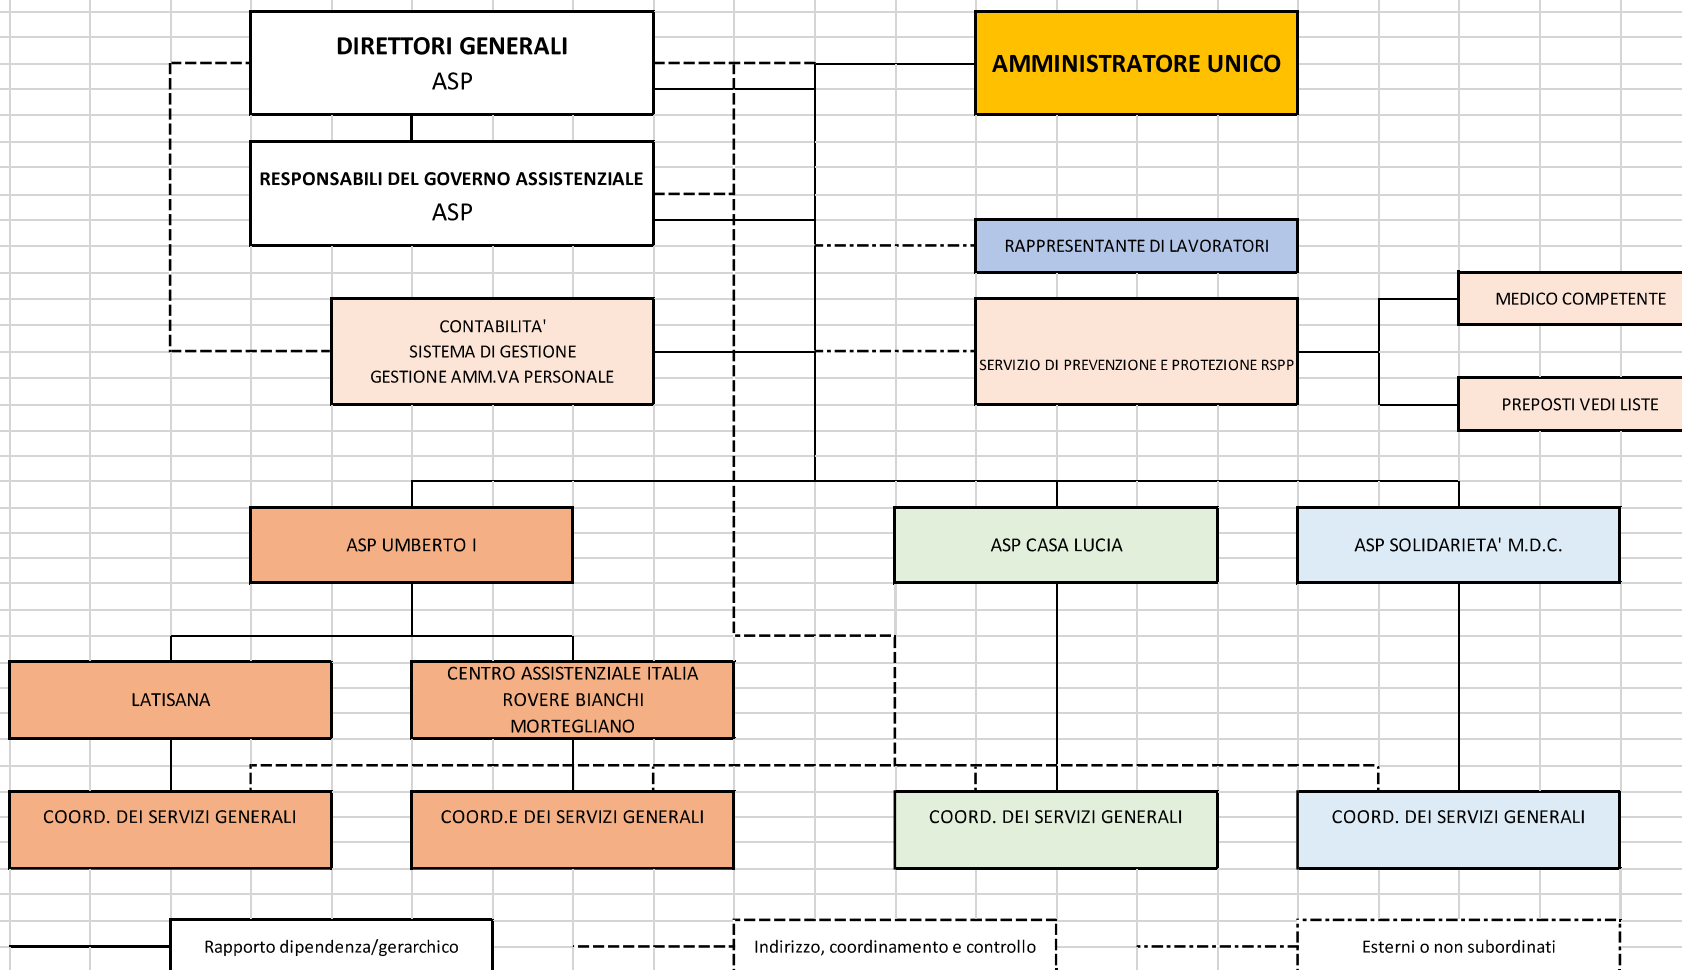 DIRETTORI GENERALI
ASP
AMMINISTRATORE UNICO
RESPONSABILI DEL GOVERNO ASSISTENZIALE
ASP
RAPPRESENTANTE DI LAVORATORI
CONTABILITA'
SISTEMA DI GESTIONE
GESTIONE AMM.VA PERSONALE
SERVIZIO DI PREVENZIONE E PROTEZIONE RSPP
MEDICO COMPETENTE
PREPOSTI VEDI LISTE
ASP UMBERTO I
ASP CASA LUCIA
ASP SOLIDARIETA' M.D.C.
LATISANA
CENTRO ASSISTENZIALE ITALIA
ROVERE BIANCHI
MORTEGLIANO
COORD. DEI SERVIZI GENERALI
COORD.E DEI SERVIZI GENERALI
COORD. DEI SERVIZI GENERALI
COORD. DEI SERVIZI GENERALI
Rapporto dipendenza/gerarchico
Indirizzo, coordinamento e controllo
Esterni o non subordinati